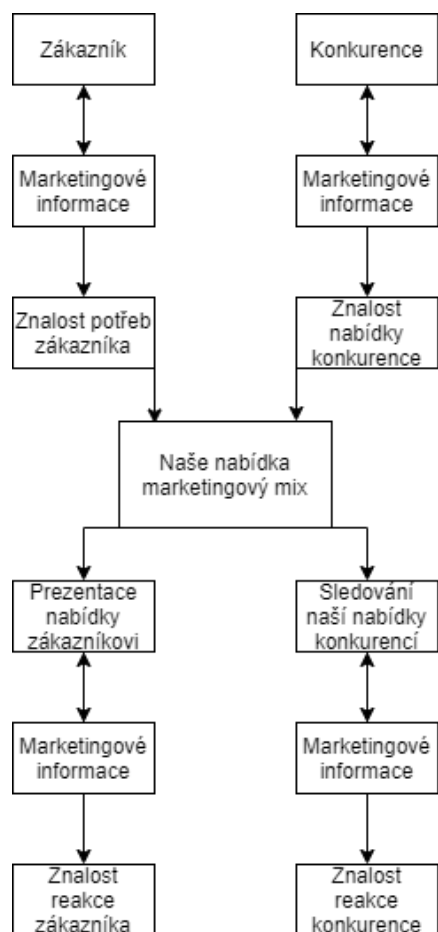 Zákazník
Konkurence
Marketingové
informace
Marketingové
informace
Znalost potřeb
zákazníka
Znalost
nabídky
konkurence
Naše nabídka
marketingový mix
Prezentace
nabídky
zákazníkovi
Sledování
naší nabídky
konkurencí
Marketingové
informace
Marketingové
informace
Znalost
reakce
zákazníka
Znalost
reakce
konkurence